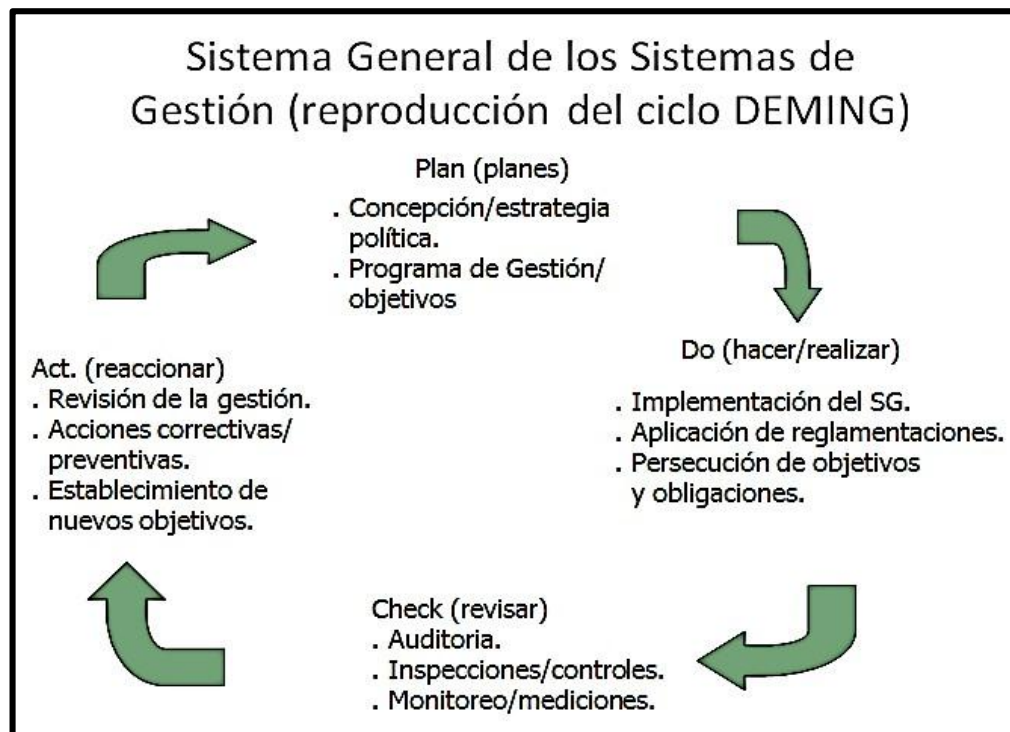 Sistema General de los Sistemas de
Gestión (reproducción del ciclo DEMING)
Plan (planes)
. Concepción/estrategia
política.
. Programa de Gestión/
objetivos
Do (hacer/realizar)
. Implementación del SG.
. Aplicación de reglamentaciones.
. Persecución de objetivos
y obligaciones.
Check (revisar)
. Auditoria.
. Inspecciones/controles.
. Monitoreo/mediciones.
Act. (reaccionar)
. Revisión de la gestión.
. Acciones correctivas/
preventivas.
. Establecimiento de
nuevos objetivos.